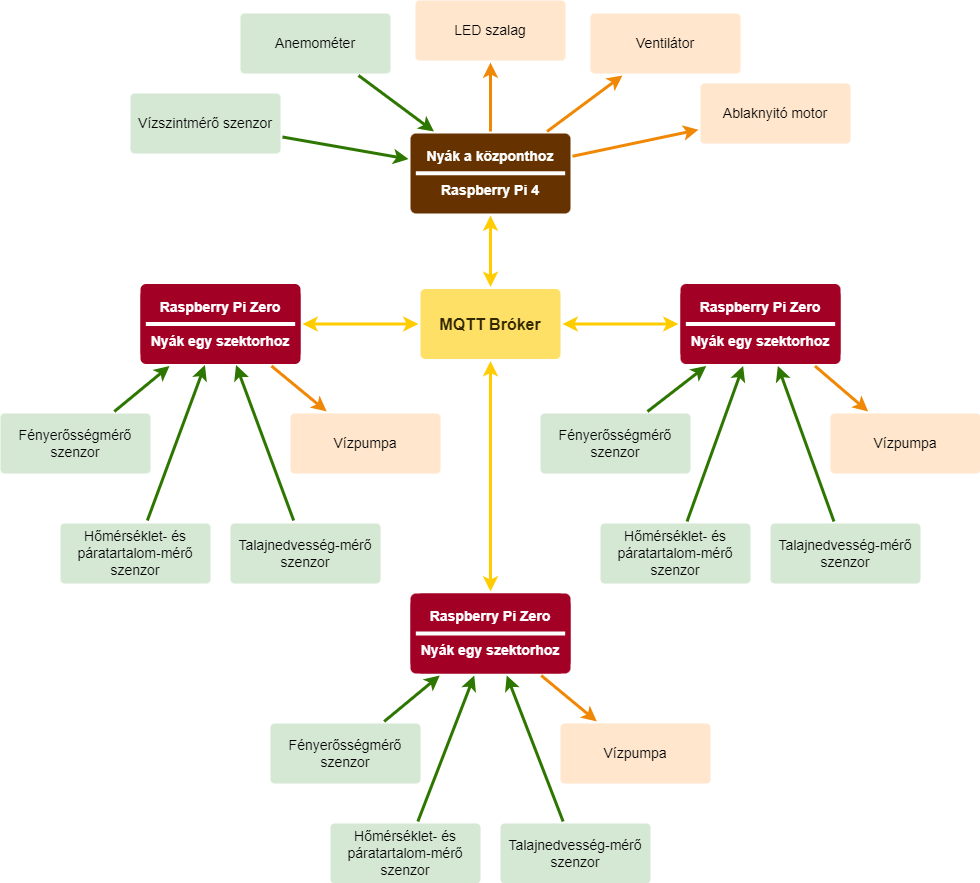 Anemométer
LED szalag
Ventilátor
Vízszintmérő szenzor
Ablaknyitó motor
Nyák a központhoz
Raspberry Pi 4
Raspberry Pi Zero
Nyák egy szektorhoz
MQTT Bróker
Raspberry Pi Zero
Nyák egy szektorhoz
Fényerősségmérő
szenzor
Vízpumpa
Fényerősségmérő
szenzor
Vízpumpa
Hőmérséklet- és
páratartalom-mérő
szenzor
Talajnedvesség-mérő
szenzor
Hőmérséklet- és
páratartalom-mérő
szenzor
Talajnedvesség-mérő
szenzor
Raspberry Pi Zero
Nyák egy szektorhoz
Fényerősségmérő
szenzor
Vízpumpa
Hőmérséklet- és
páratartalom-mérő
szenzor
Talajnedvesség-mérő
szenzor